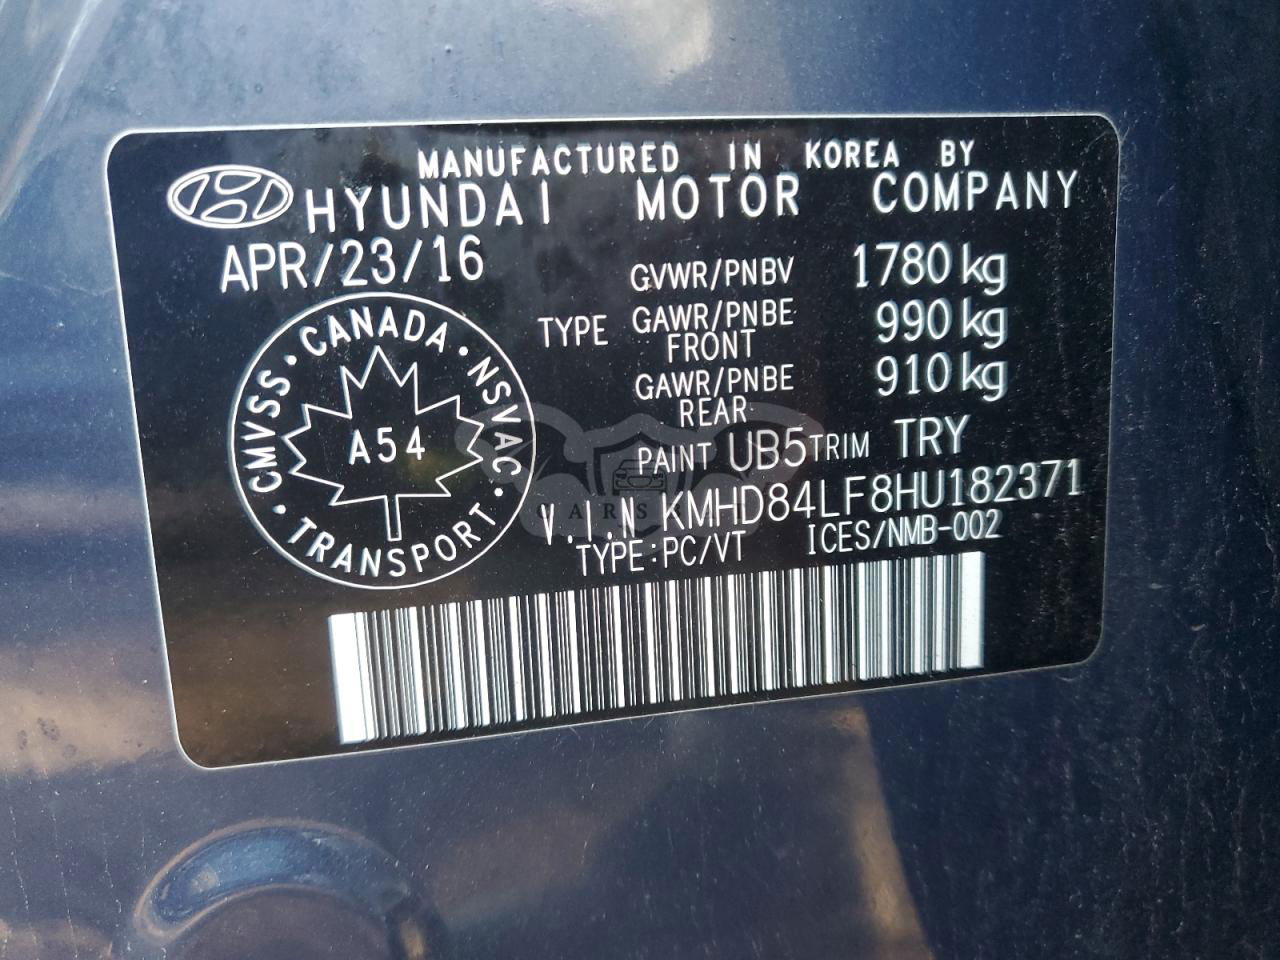 MANUFACTURED IN KOREA BY
HYUNDAI MOTOR COMPANY
APR/23/16
GVWR/PNBV 1780 kg
TYPE GAWR/PNBE FRONT 990 kg
GAWR/PNBE REAR 910 kg
PAINT UB5 TRIM TRY
V.I.N KMHD84LF8HU182371
TYPE:PC/VT ICES/NMB-002
CMVSS · CANADA · NSVAC · TRANSPORT ·
A54